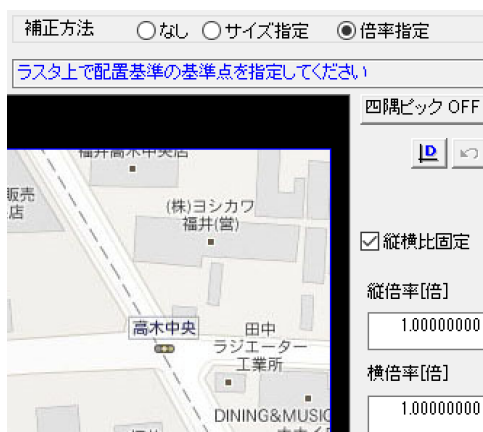 補正方法 なし サイズ指定 倍率指定
ラスタ上で配置基準の基準点を指定してください
四隅ピック OFF
福井高木中央店
販売
店
(株)ヨシカワ
福井(営)
縦横比固定
縦倍率[倍]
1.00000000
高木中央
田中
ラジエーター
工業所
横倍率[倍]
1.00000000
DINING&MUSIC